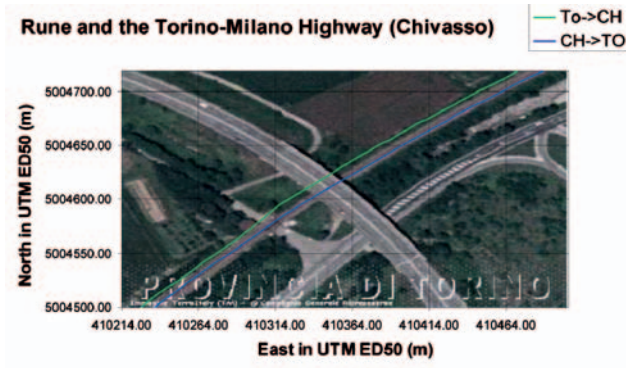 Rune and the Torino-Milano Highway (Chivasso)
To->CH
CH->TO
North in UTM ED50 (m)
5004700.00
5004650.00
5004600.00
5004550.00
5004500.00
PROVINCIA DI TORINO
410214.00 410264.00 410314.00 410364.00 410414.00 410464.00
East in UTM ED50 (m)